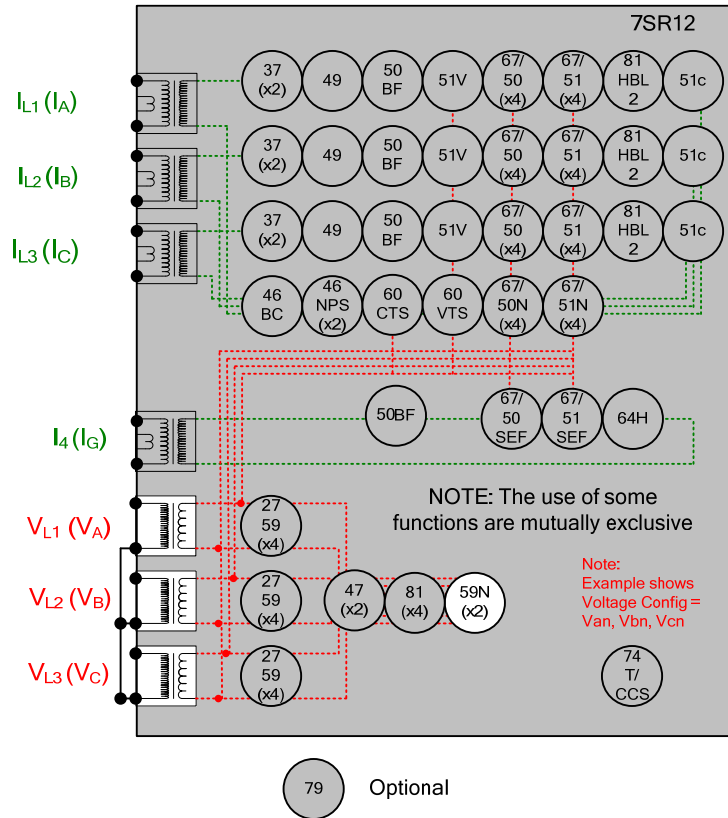 7SR12
IL1 (IA)
37
(x2)
49
50
BF
51V
67/
50
(x4)
67/
51
(x4)
81
HBL
2
51c
IL2 (IB)
37
(x2)
49
50
BF
51V
67/
50
(x4)
67/
51
(x4)
81
HBL
2
51c
IL3 (IC)
37
(x2)
49
50
BF
51V
67/
50
(x4)
67/
51
(x4)
81
HBL
2
51c
46
BC
46
NPS
(x2)
60
CTS
60
VTS
67/
50N
(x4)
67/
51N
(x4)
I4 (IG)
50BF
67/
50
SEF
67/
51
SEF
64H
NOTE: The use of some
functions are mutually exclusive
VL1 (VA)
27
59
(x4)
VL2 (VB)
27
59
(x4)
47
(x2)
81
(x4)
59N
(x2)
Note:
Example shows
Voltage Config =
Van, Vbn, Vcn
VL3 (VC)
27
59
(x4)
74
T/
CCS
79
Optional